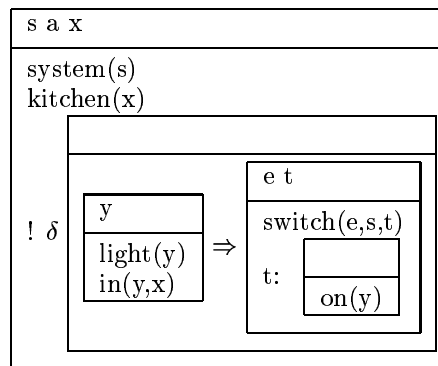 s a x
system(s)
kitchen(x)
! δ
y
light(y)
in(y,x)
⇒
e t
switch(e,s,t)
t:
on(y)